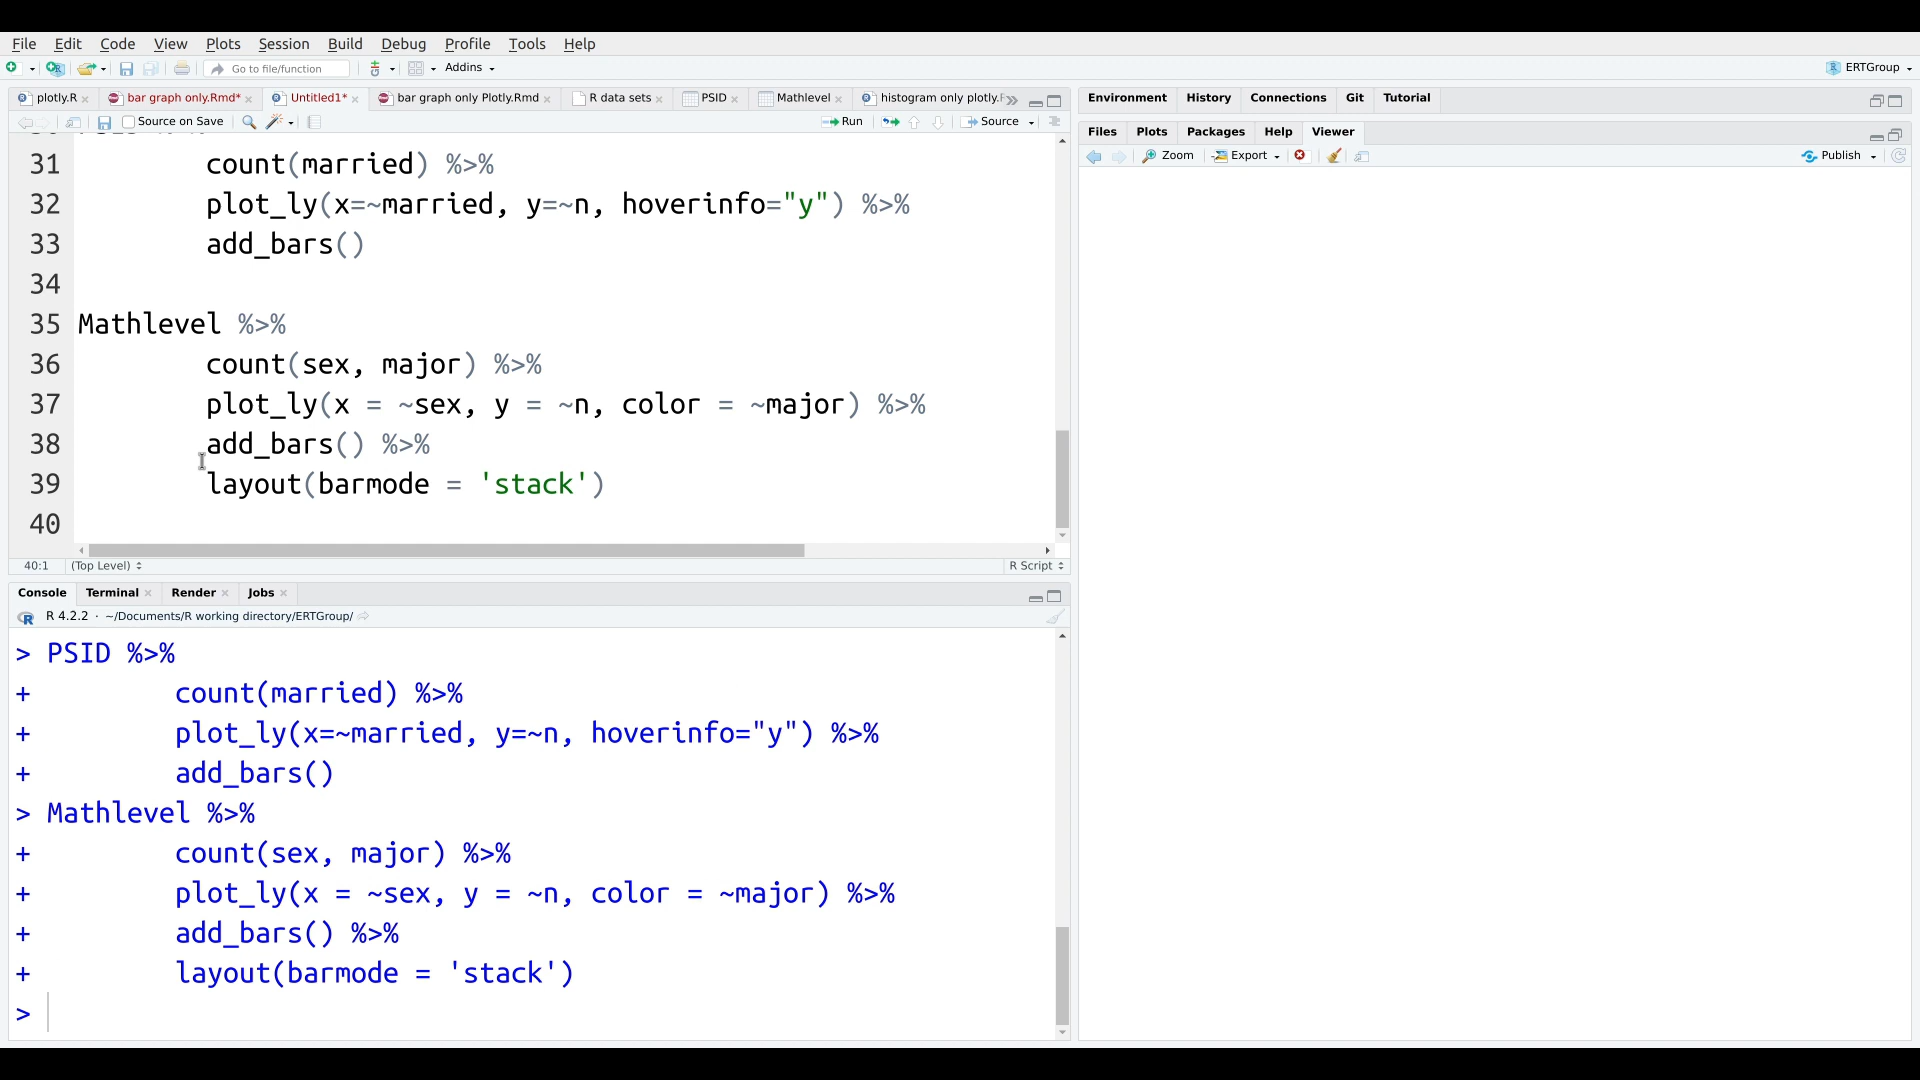 File Edit Code View Plots Session Build Debug Profile Tools Help
Go to file/function Addins ERTGroup
plotly.R bar graph only.Rmd* Untitled1* bar graph only Plotly.Rmd R data sets PSID Mathlevel histogram only plotly.
Source on Save Run Source
31 count(married) %>%
32 plot_ly(x=~married, y=~n, hoverinfo="y") %>%
33 add_bars()
34
35 Mathlevel %>%
36 count(sex, major) %>%
37 plot_ly(x = ~sex, y = ~n, color = ~major) %>%
38 add_bars() %>%
39 layout(barmode = 'stack')
40
40:1 (Top Level) R Script
Console Terminal Render Jobs
R 4.2.2 · ~/Documents/R working directory/ERTGroup/
> PSID %>%
+ count(married) %>%
+ plot_ly(x=~married, y=~n, hoverinfo="y") %>%
+ add_bars()
> Mathlevel %>%
+ count(sex, major) %>%
+ plot_ly(x = ~sex, y = ~n, color = ~major) %>%
+ add_bars() %>%
+ layout(barmode = 'stack')
>
Environment History Connections Git Tutorial
Files Plots Packages Help Viewer
Zoom Export Publish